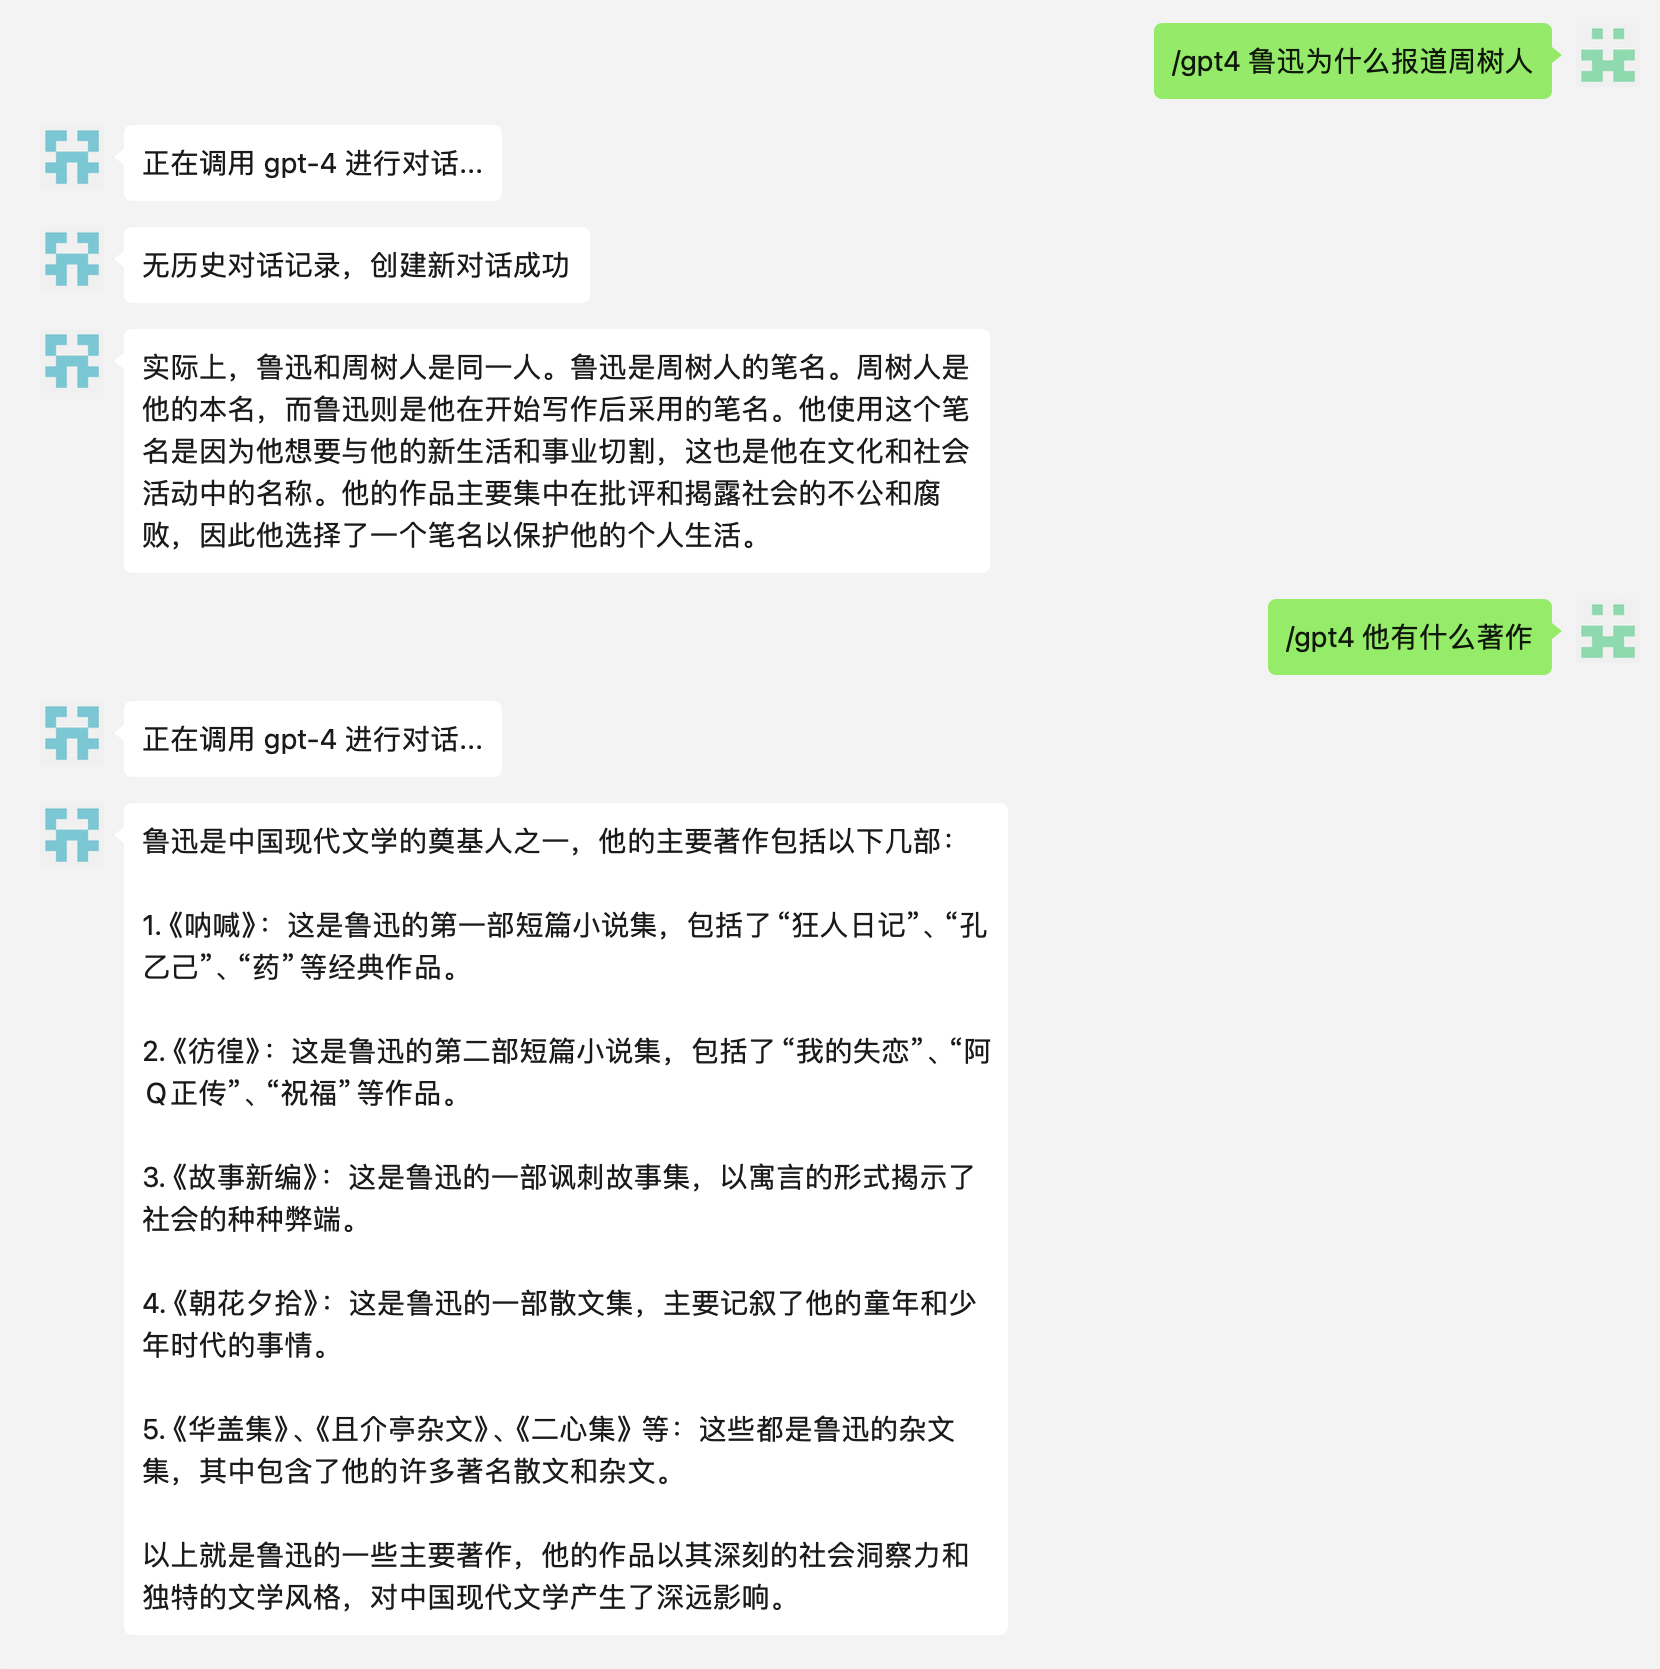 /gpt4 鲁迅为什么报道周树人
正在调用 gpt-4 进行对话...
无历史对话记录，创建新对话成功
实际上，鲁迅和周树人是同一人。鲁迅是周树人的笔名。周树人是
他的本名，而鲁迅则是他在开始写作后采用的笔名。他使用这个笔
名是因为他想要与他的新生活和事业切割，这也是他在文化和社会
活动中的名称。他的作品主要集中在批评和揭露社会的不公和腐
败，因此他选择了一个笔名以保护他的个人生活。
/gpt4 他有什么著作
正在调用 gpt-4 进行对话...
鲁迅是中国现代文学的奠基人之一，他的主要著作包括以下几部：
1.《呐喊》：这是鲁迅的第一部短篇小说集，包括了“狂人日记”、“孔
乙己”、“药”等经典作品。
2.《彷徨》：这是鲁迅的第二部短篇小说集，包括了“我的失恋”、“阿
Q正传”、“祝福”等作品。
3.《故事新编》：这是鲁迅的一部讽刺故事集，以寓言的形式揭示了
社会的种种弊端。
4.《朝花夕拾》：这是鲁迅的一部散文集，主要记叙了他的童年和少
年时代的事情。
5.《华盖集》、《且介亭杂文》、《二心集》等：这些都是鲁迅的杂文
集，其中包含了他的许多著名散文和杂文。
以上就是鲁迅的一些主要著作，他的作品以其深刻的社会洞察力和
独特的文学风格，对中国现代文学产生了深远影响。